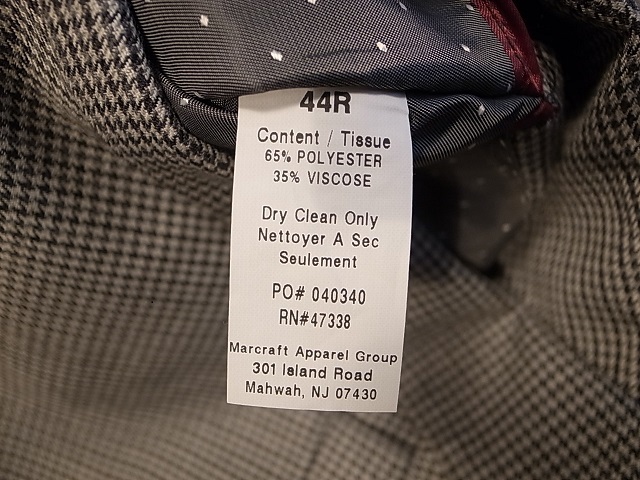 44R
Content / Tissue
65% POLYESTER
35% VISCOSE
Dry Clean Only
Nettoyer A Sec
Seulement
PO# 040340
RN#47338
Marcraft Apparel Group
301 Island Road
Mahwah, NJ 07430